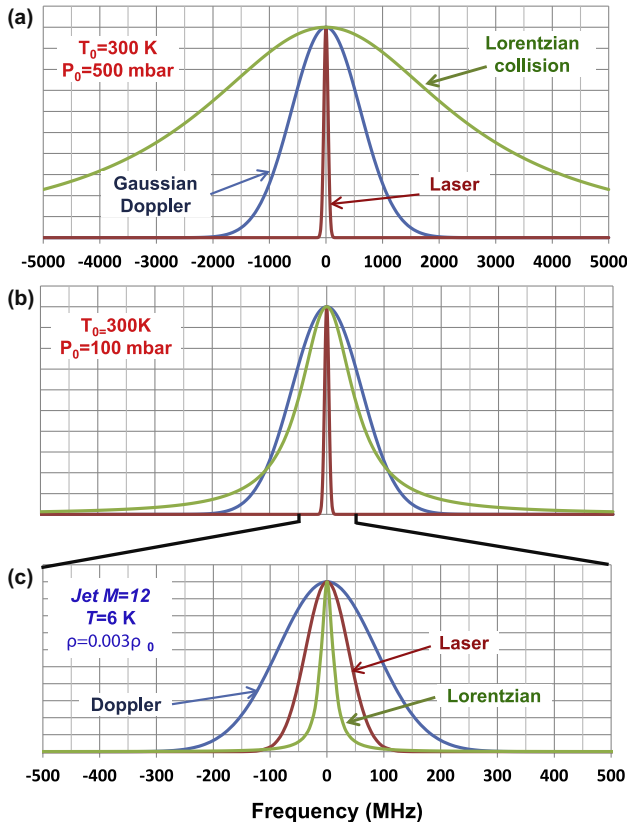 (a)
T₀=300 K
P₀=500 mbar
Lorentzian
collision
Gaussian
Doppler
Laser
-5000 -4000 -3000 -2000 -1000 0 1000 2000 3000 4000 5000
(b)
T₀=300K
P₀=100 mbar
(c)
Jet M=12
T=6 K
ρ=0.003ρ₀
Laser
Doppler
Lorentzian
-500 -400 -300 -200 -100 0 100 200 300 400 500
Frequency (MHz)